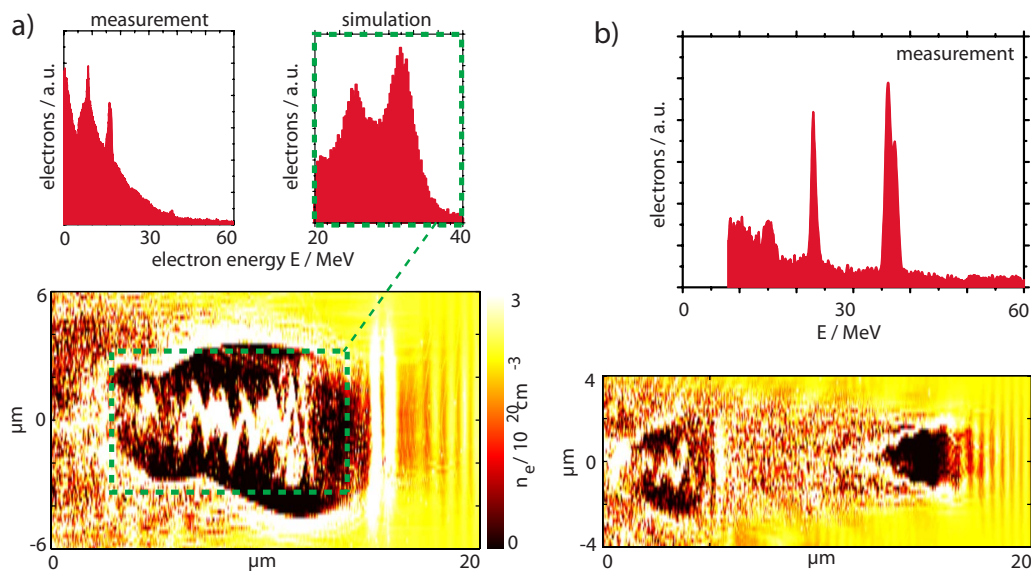 a)
measurement
simulation
electrons / a.u.
electrons / a.u.
0
30
60
20
40
electron energy E / MeV
6
0
-6
μm
μm
20
3
0
n_e / 10^20 cm^-3
b)
measurement
electrons / a.u.
0
30
60
E / MeV
4
0
-4
μm
0
μm
20